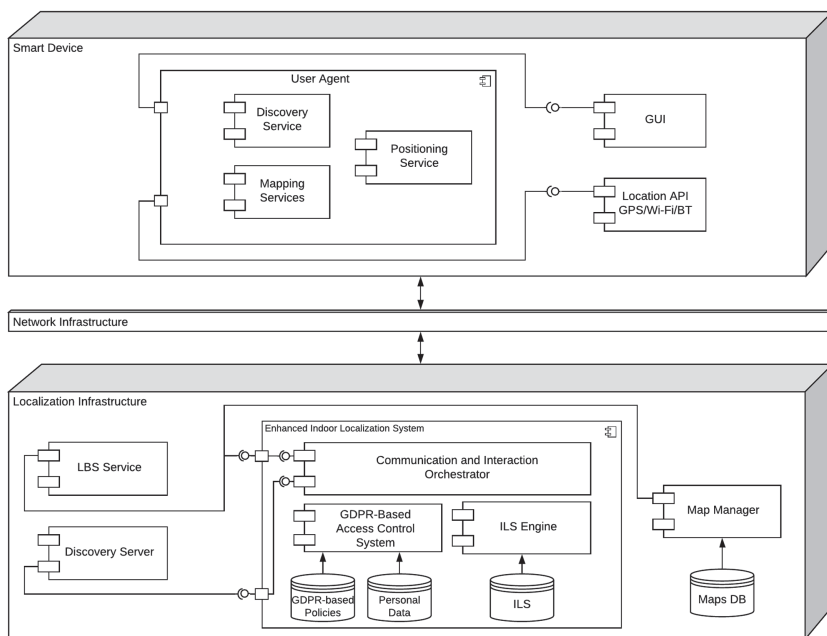 Smart Device
User Agent
Discovery
Service
Mapping
Services
Positioning
Service
GUI
Location API
GPS/Wi-Fi/BT
Network Infrastructure
Localization Infrastructure
LBS Service
Discovery Server
Enhanced Indoor Localization System
Communication and Interaction
Orchestrator
GDPR-Based
Access Control
System
ILS Engine
GDPR-based
Policies
Personal
Data
ILS
Map Manager
Maps DB